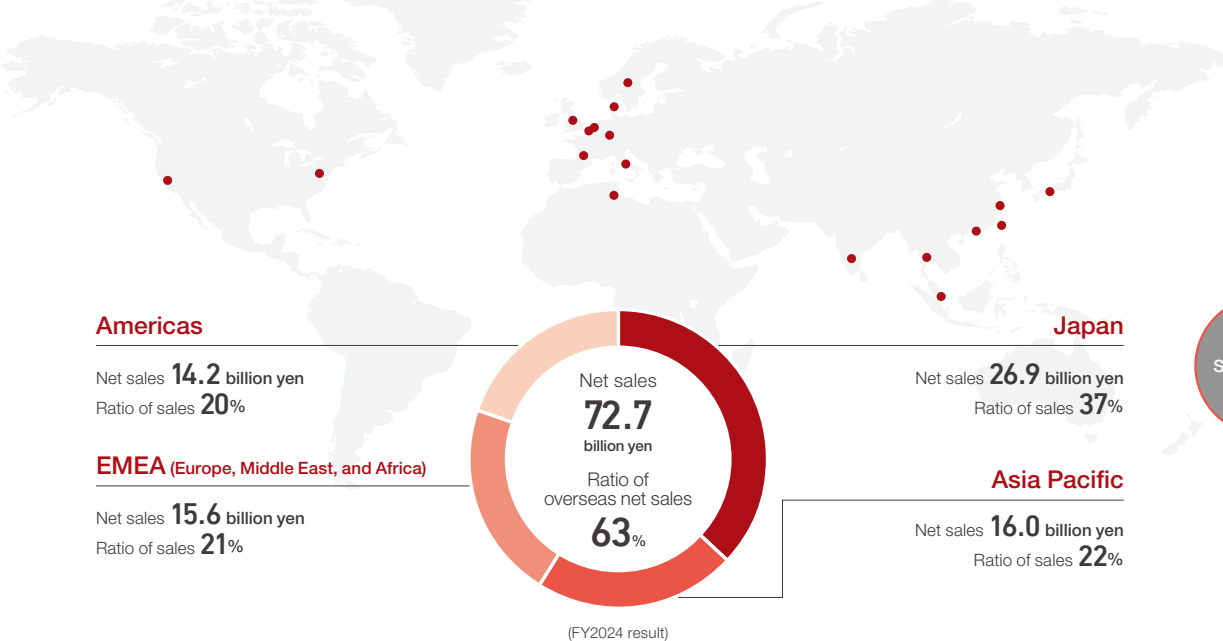 Americas
Net sales 14.2 billion yen
Ratio of sales 20%
EMEA (Europe, Middle East, and Africa)
Net sales 15.6 billion yen
Ratio of sales 21%
Net sales
72.7
billion yen
Ratio of
overseas net sales
63%
Japan
Net sales 26.9 billion yen
Ratio of sales 37%
Asia Pacific
Net sales 16.0 billion yen
Ratio of sales 22%
(FY2024 result)